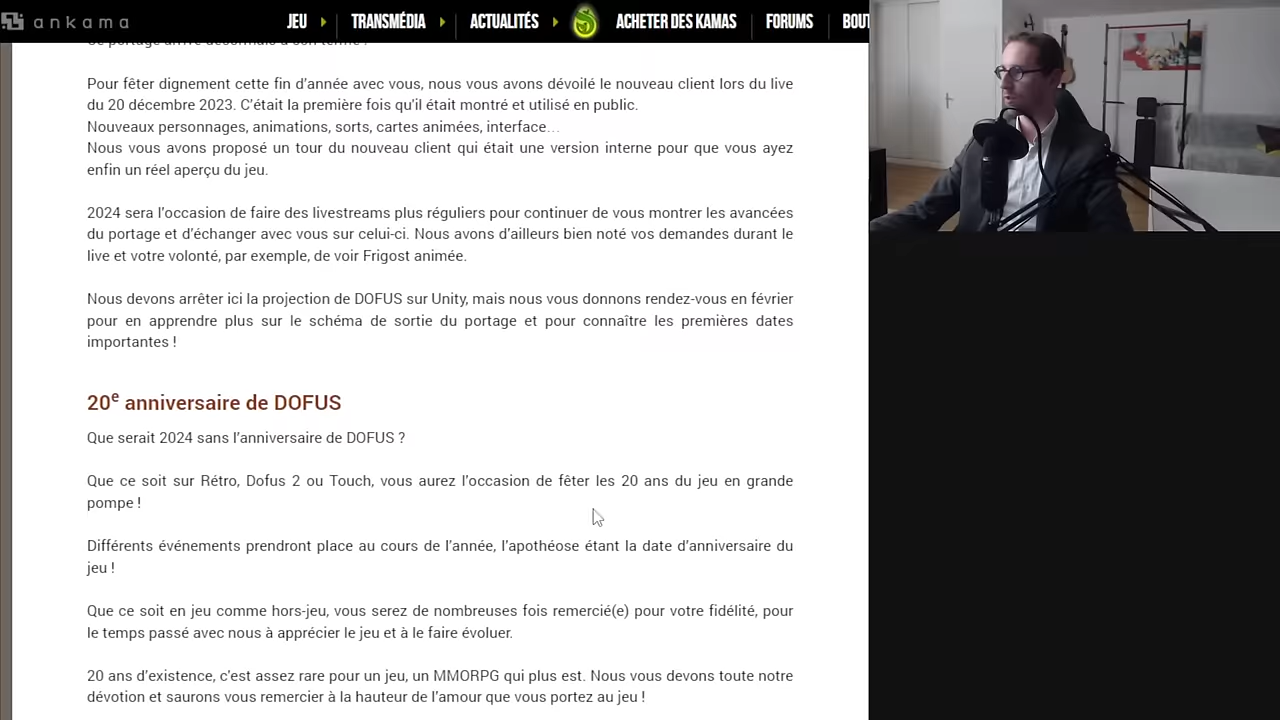 ankama
JEU
TRANSMÉDIA
ACTUALITÉS
ACHETER DES KAMAS
FORUMS
BOUT
Ce portage arrive désormais à son terme !
Pour fêter dignement cette fin d’année avec vous, nous vous avons dévoilé le nouveau client lors du live
du 20 décembre 2023. C’était la première fois qu’il était montré et utilisé en public.
Nouveaux personnages, animations, sorts, cartes animées, interface…
Nous vous avons proposé un tour du nouveau client qui était une version interne pour que vous ayez
enfin un réel aperçu du jeu.
2024 sera l’occasion de faire des livestreams plus réguliers pour continuer de vous montrer les avancées
du portage et d’échanger avec vous sur celui-ci. Nous avons d’ailleurs bien noté vos demandes durant le
live et votre volonté, par exemple, de voir Frigost animée.
Nous devons arrêter ici la projection de DOFUS sur Unity, mais nous vous donnons rendez-vous en février
pour en apprendre plus sur le schéma de sortie du portage et pour connaître les premières dates
importantes !
20e anniversaire de DOFUS
Que serait 2024 sans l’anniversaire de DOFUS ?
Que ce soit sur Rétro, Dofus 2 ou Touch, vous aurez l’occasion de fêter les 20 ans du jeu en grande
pompe !
Différents événements prendront place au cours de l’année, l’apothéose étant la date d’anniversaire du
jeu !
Que ce soit en jeu comme hors-jeu, vous serez de nombreuses fois remercié(e) pour votre fidélité, pour
le temps passé avec nous à apprécier le jeu et à le faire évoluer.
20 ans d’existence, c'est assez rare pour un jeu, un MMORPG qui plus est. Nous vous devons toute notre
dévotion et saurons vous remercier à la hauteur de l’amour que vous portez au jeu !